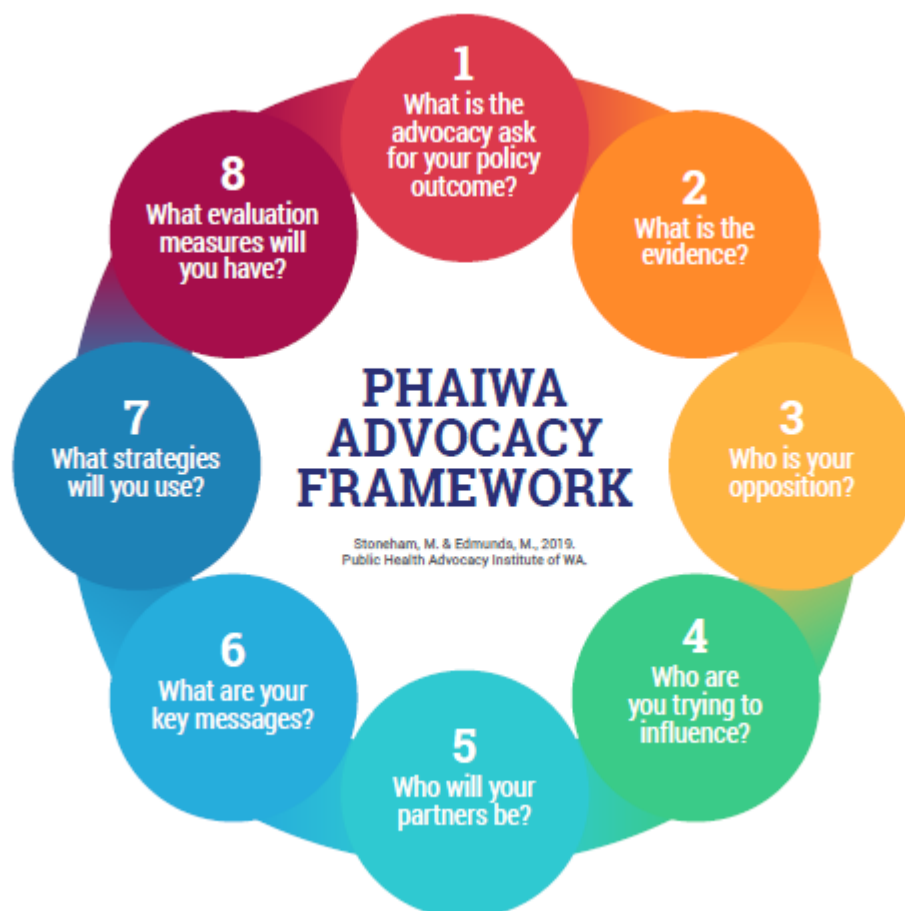 1
What is the
advocacy ask
for your policy
outcome?
2
What is the
evidence?
3
Who is your
opposition?
4
Who are
you trying to
influence?
5
Who will your
partners be?
6
What are your
key messages?
7
What strategies
will you use?
8
What evaluation
measures will
you have?
PHAIWA
ADVOCACY
FRAMEWORK
Stoneham, M. & Edmunds, M., 2019.
Public Health Advocacy Institute of WA.